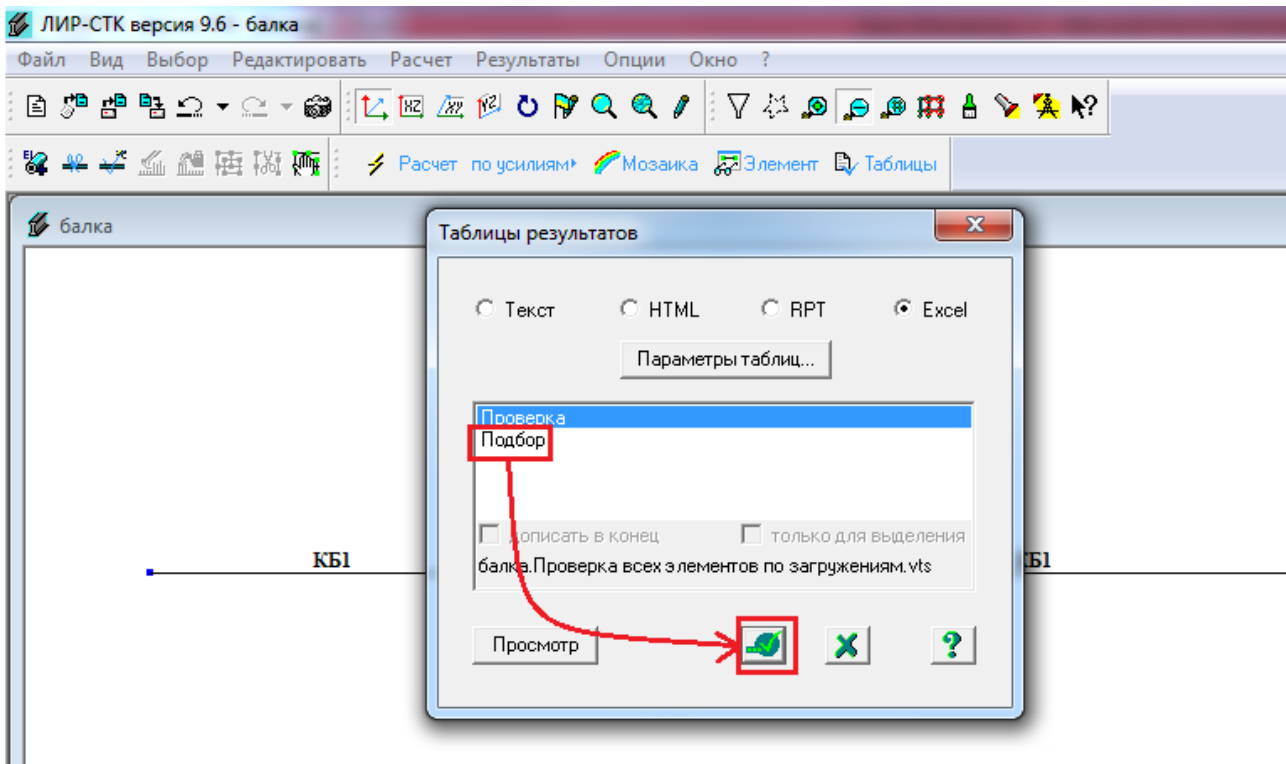 ЛИР-СТК версия 9.6 - балка
Файл Вид Выбор Редактировать Расчет Результаты Опции Окно ?
Расчет по усилиям Мозаика Элемент Таблицы
балка
Таблицы результатов
Текст HTML RPT Excel
Параметры таблиц...
Проверка
Подбор
дописать в конец только для выделения
КБ1
балка.Проверка всех элементов по загружениям.vts
КБ1
Просмотр